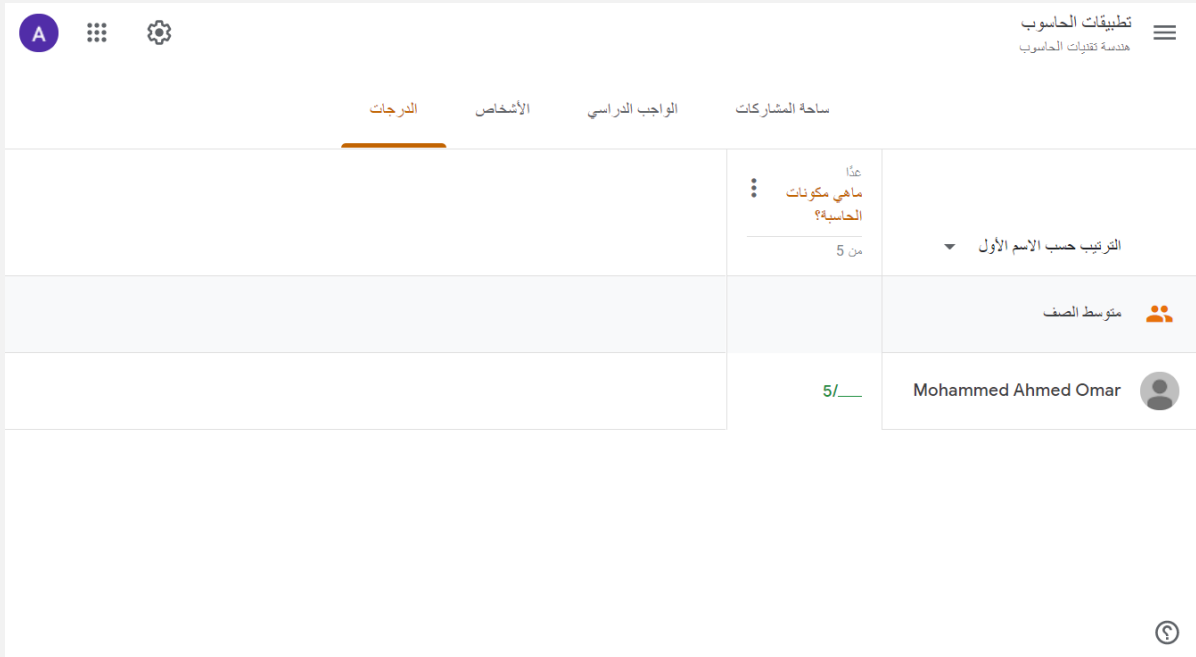 تطبيقات الحاسوب
هندسة تقنيات الحاسوب
A
ساحة المشاركات
الواجب الدراسي
الأشخاص
الدرجات
الترتيب حسب الاسم الأول
غدًا
ماهي مكونات
الحاسبة؟
من 5
متوسط الصف
Mohammed Ahmed Omar
___/5